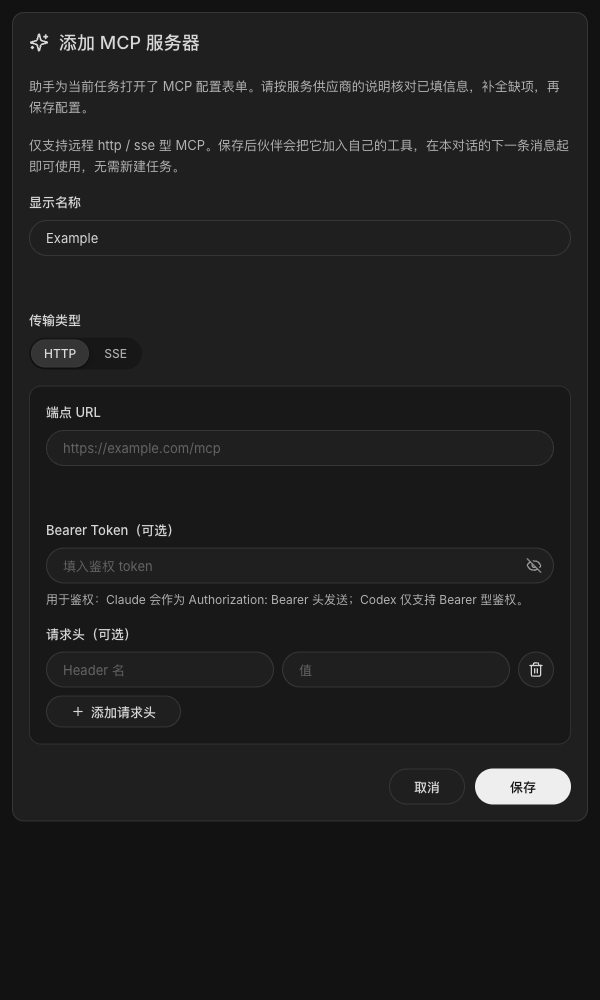 添加 MCP 服务器
助手为当前任务打开了 MCP 配置表单。请按服务供应商的说明核对已填信息，补全缺项，再
保存配置。
仅支持远程 http / sse 型 MCP。保存后伙伴会把它加入自己的工具，在本对话的下一条消息起
即可使用，无需新建任务。
显示名称
Example
传输类型
HTTP SSE
端点 URL
https://example.com/mcp
Bearer Token（可选）
填入鉴权 token
用于鉴权：Claude 会作为 Authorization: Bearer 头发送；Codex 仅支持 Bearer 型鉴权。
请求头（可选）
Header 名 值
添加请求头
取消 保存